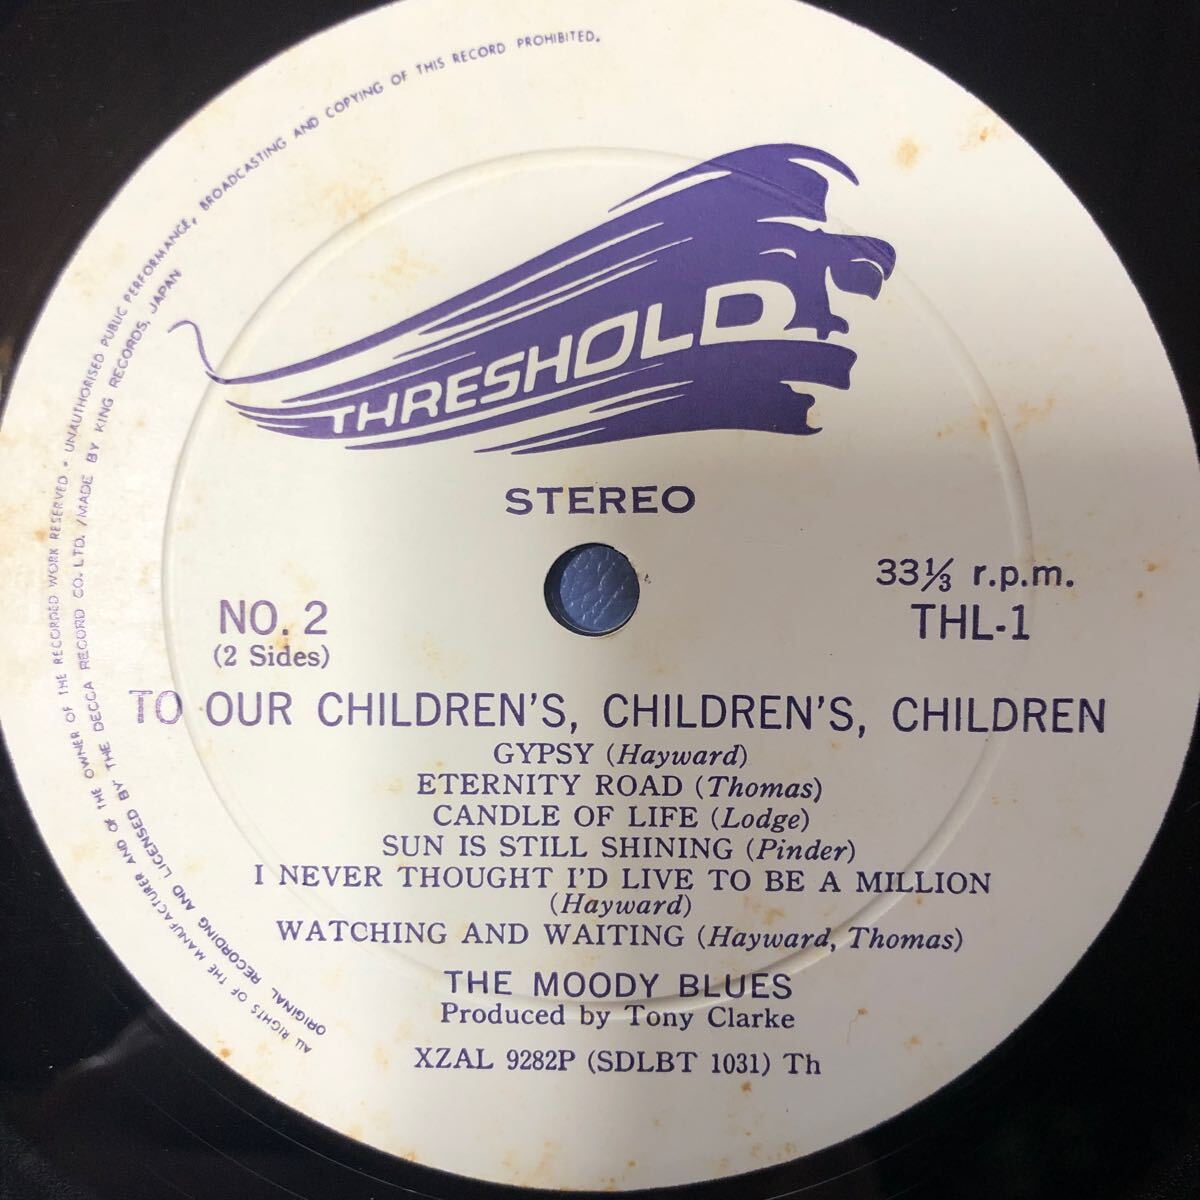 ALL RIGHTS OF THE MANUFACTURER AND OF THE OWNER OF THE RECORDED WORK RESERVED • UNAUTHORISED PUBLIC PERFORMANCE, BROADCASTING AND COPYING OF THIS RECORD PROHIBITED.
ORIGINAL RECORDING AND LICENSED BY THE DECCA RECORD CO. LTD. /MADE BY KING RECORDS, JAPAN
THRESHOLD
STEREO
33⅓ r.p.m.
THL-1
NO. 2
(2 Sides)
TO OUR CHILDREN'S, CHILDREN'S, CHILDREN
GYPSY (Hayward)
ETERNITY ROAD (Thomas)
CANDLE OF LIFE (Lodge)
SUN IS STILL SHINING (Pinder)
I NEVER THOUGHT I'D LIVE TO BE A MILLION
(Hayward)
WATCHING AND WAITING (Hayward, Thomas)
THE MOODY BLUES
Produced by Tony Clarke
XZAL 9282P (SDLBT 1031) Th